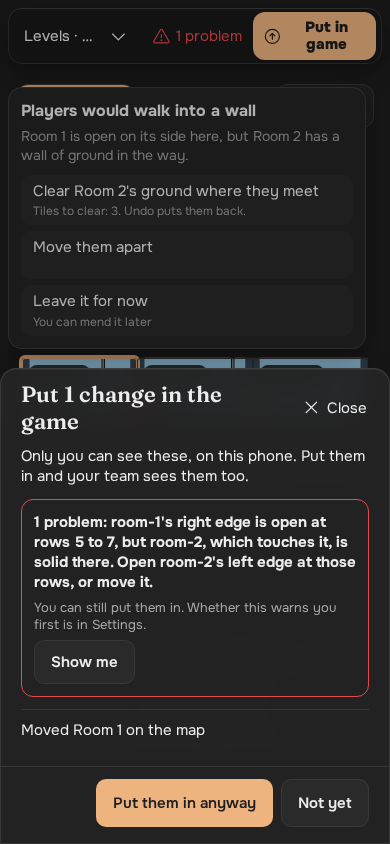 Levels · ...
1 problem
Put in
game
Players would walk into a wall
Room 1 is open on its side here, but Room 2 has a
wall of ground in the way.
Clear Room 2's ground where they meet
Tiles to clear: 3. Undo puts them back.
Move them apart
Leave it for now
You can mend it later
Put 1 change in the
game
Close
Only you can see these, on this phone. Put them
in and your team sees them too.
1 problem: room-1's right edge is open at
rows 5 to 7, but room-2, which touches it, is
solid there. Open room-2's left edge at those
rows, or move it.
You can still put them in. Whether this warns you
first is in Settings.
Show me
Moved Room 1 on the map
Put them in anyway
Not yet